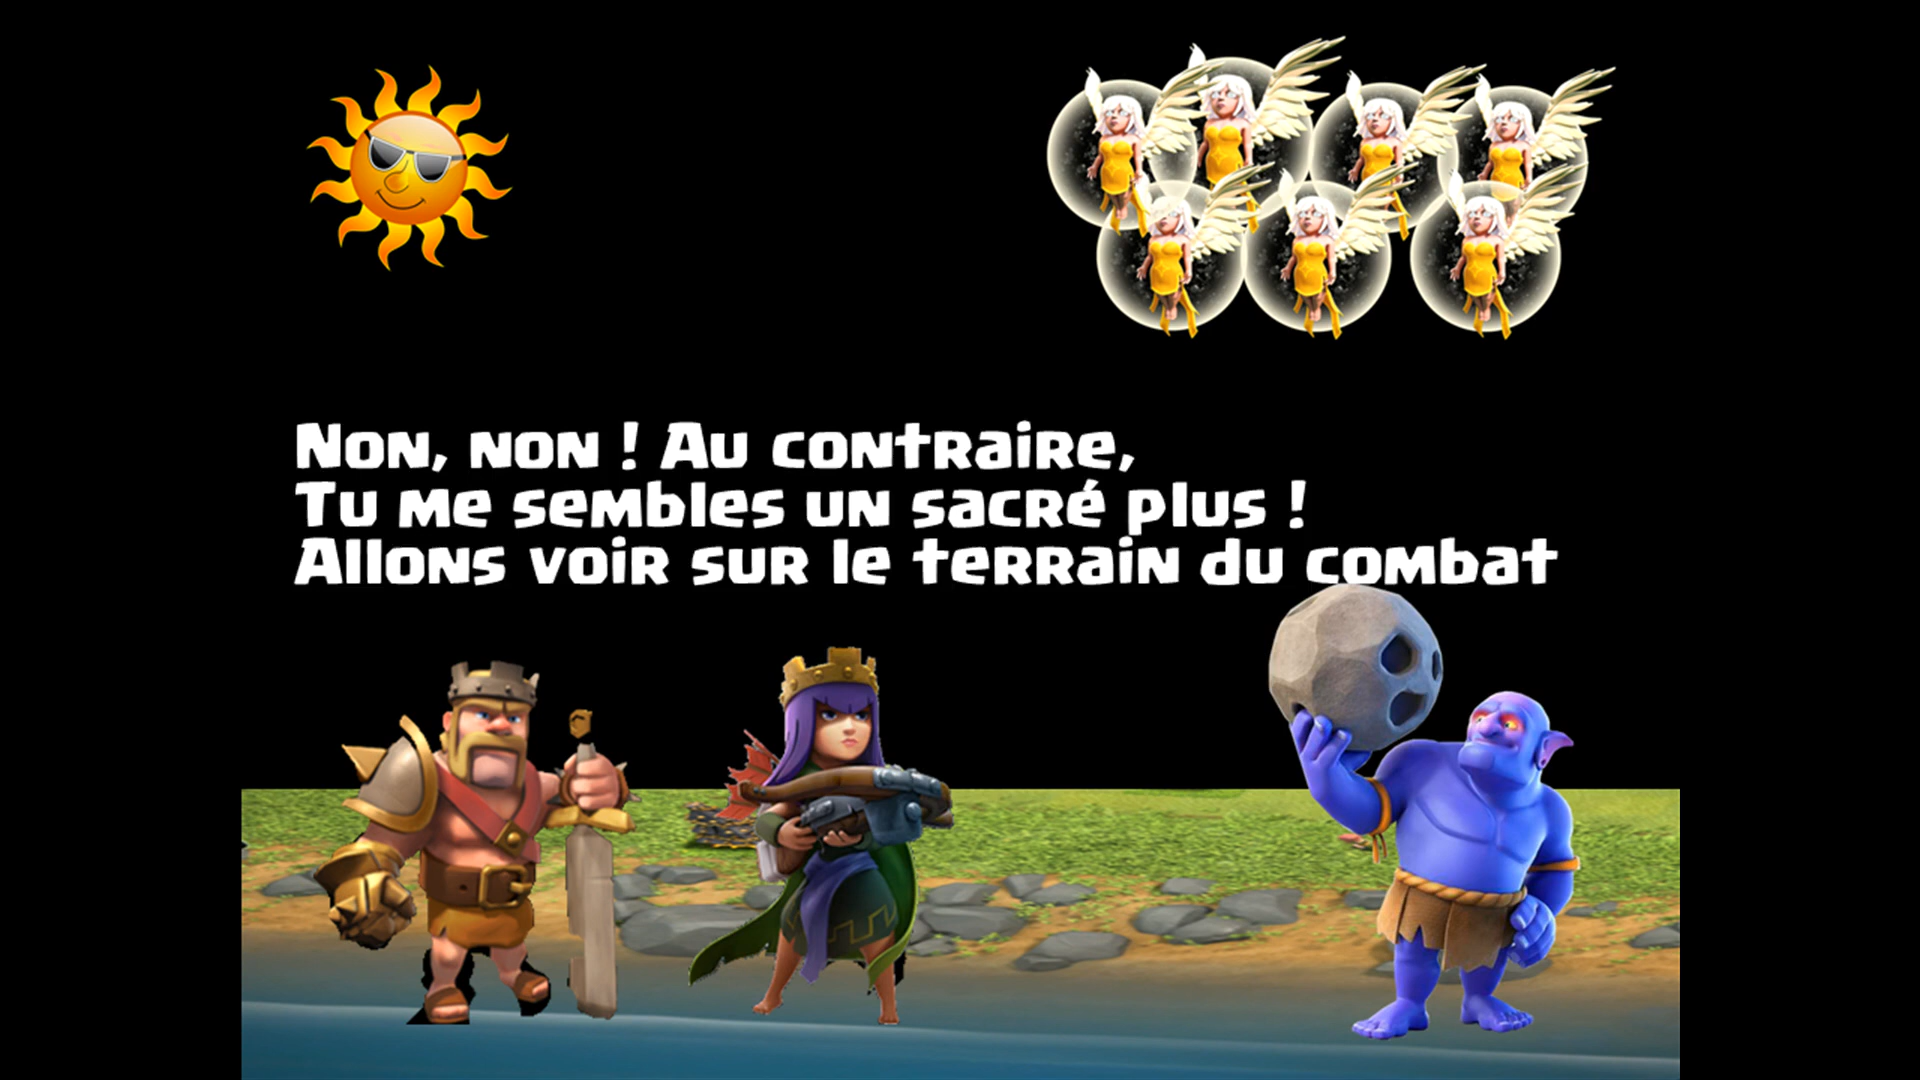 Non, non ! Au contraire,
Tu me sembles un sacré plus !
Allons voir sur le terrain du combat